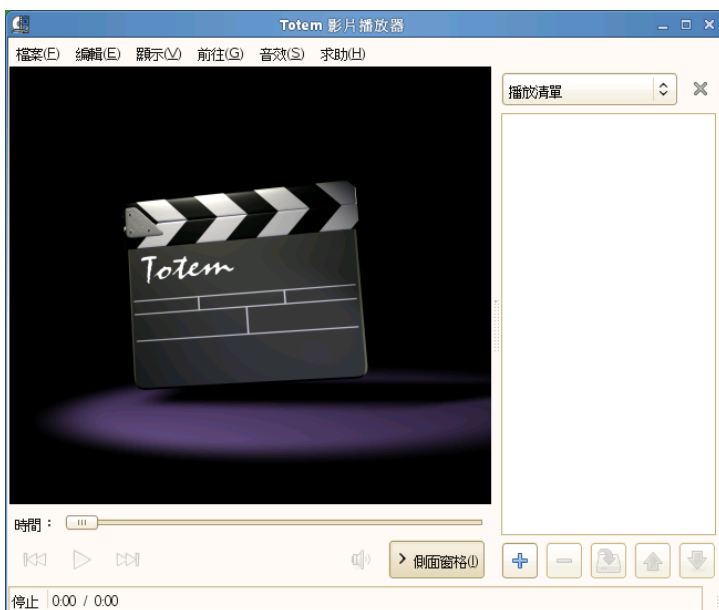 Totem 影片播放器
檔案(F) 編輯(E) 顯示(V) 前往(G) 音效(S) 求助(H)
播放清單
Totem
時間：
側面窗格(I)
停止 0:00 / 0:00